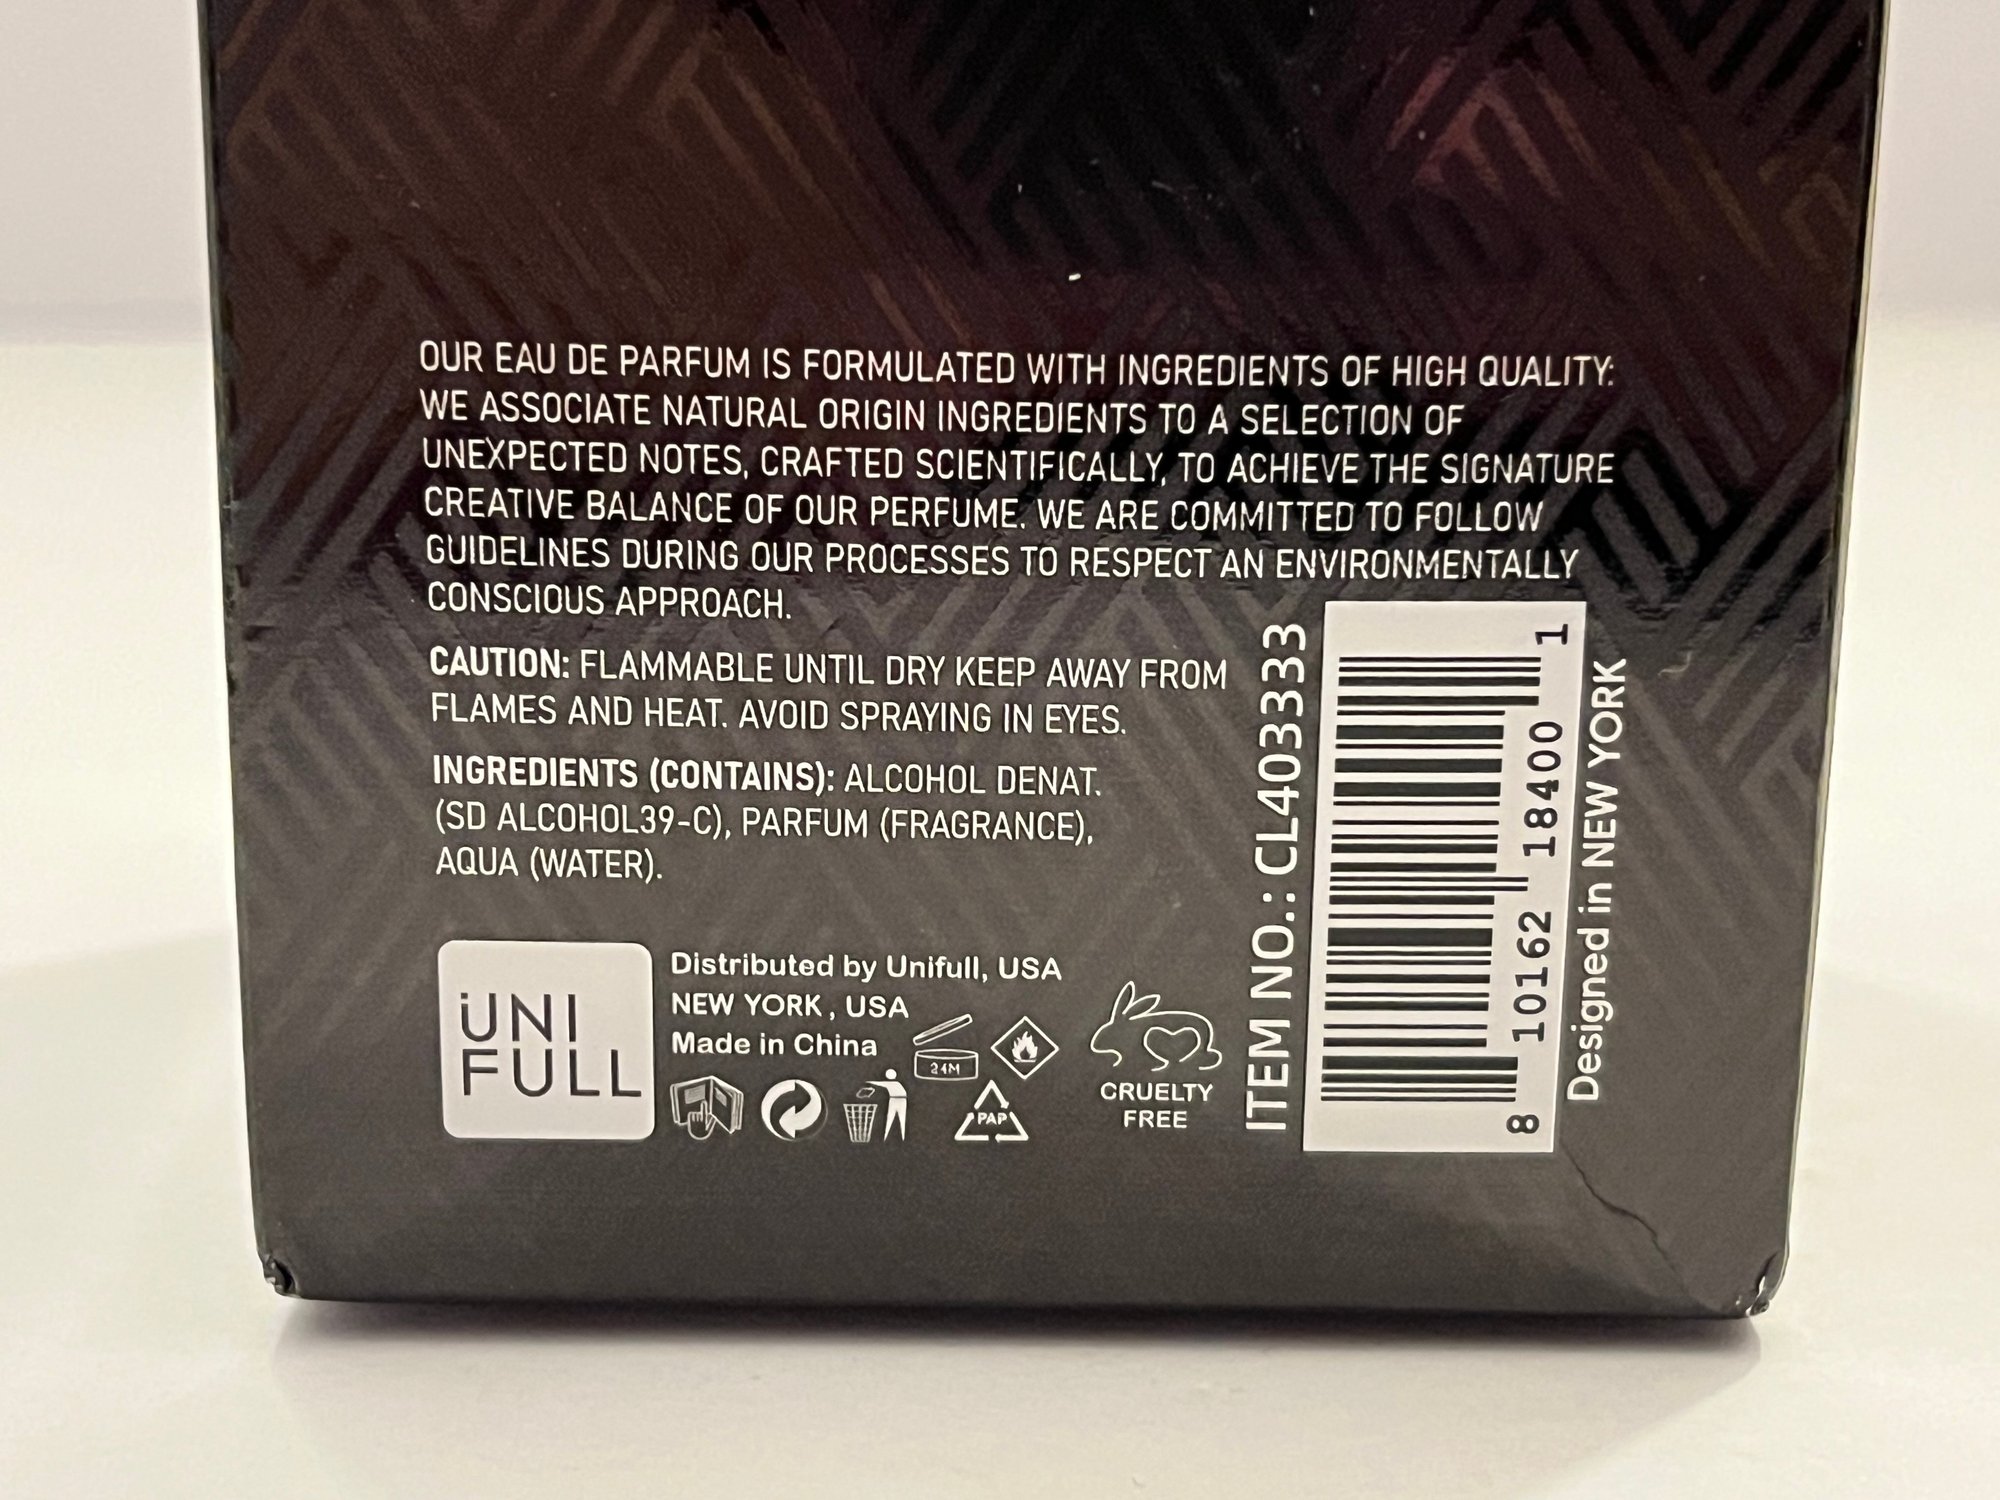 OUR EAU DE PARFUM IS FORMULATED WITH INGREDIENTS OF HIGH QUALITY:
WE ASSOCIATE NATURAL ORIGIN INGREDIENTS TO A SELECTION OF
UNEXPECTED NOTES, CRAFTED SCIENTIFICALLY, TO ACHIEVE THE SIGNATURE
CREATIVE BALANCE OF OUR PERFUME. WE ARE COMMITTED TO FOLLOW
GUIDELINES DURING OUR PROCESSES TO RESPECT AN ENVIRONMENTALLY
CONSCIOUS APPROACH.
CAUTION: FLAMMABLE UNTIL DRY KEEP AWAY FROM
FLAMES AND HEAT. AVOID SPRAYING IN EYES.
INGREDIENTS (CONTAINS): ALCOHOL DENAT.
(SD ALCOHOL39-C), PARFUM (FRAGRANCE),
AQUA (WATER).
UNI
FULL
Distributed by Unifull, USA
NEW YORK, USA
Made in China
24M
PAP
CRUELTY
FREE
ITEM NO.: CL403333
8 10162 18400 1
Designed in NEW YORK